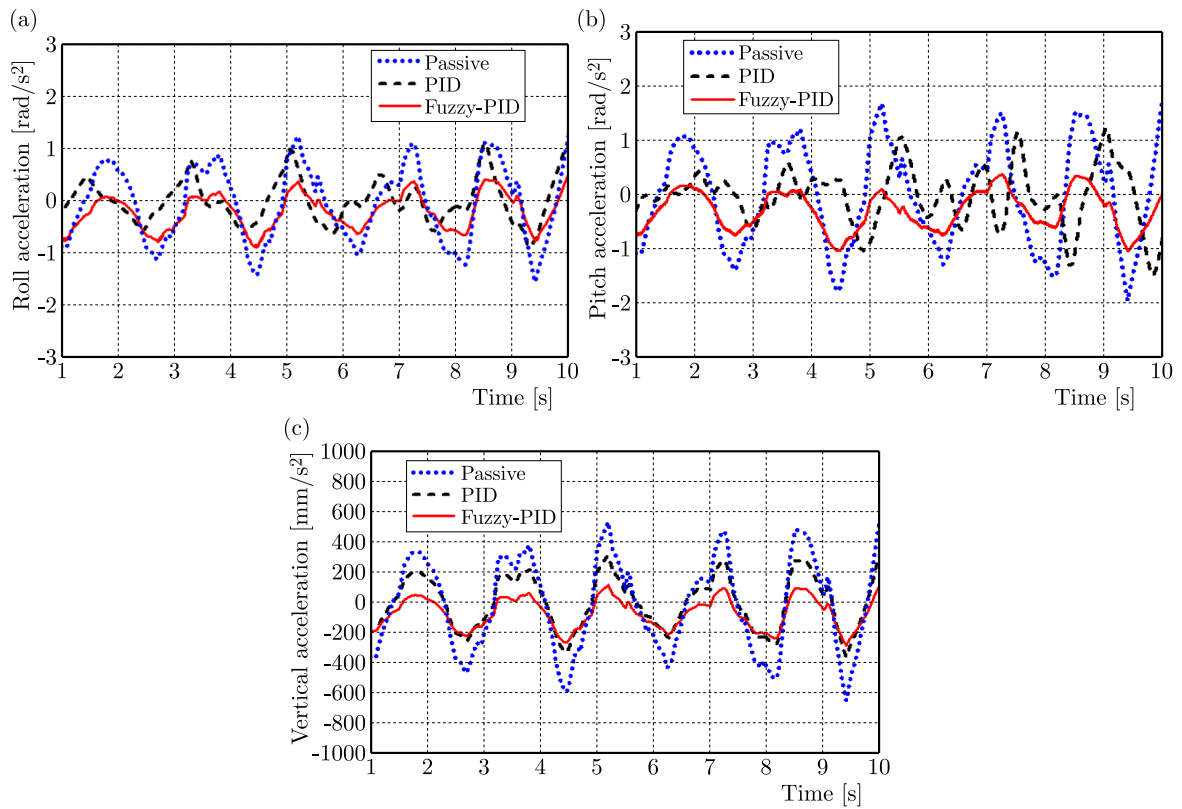 (a)
Roll acceleration [rad/s²]
3
2
1
0
-1
-2
-3
Passive
PID
Fuzzy-PID
1 2 3 4 5 6 7 8 9 10
Time [s]
(b)
Pitch acceleration [rad/s²]
3
2
1
0
-1
-2
-3
Passive
PID
Fuzzy-PID
1 2 3 4 5 6 7 8 9 10
Time [s]
(c)
Vertical acceleration [mm/s²]
1000
800
600
400
200
0
-200
-400
-600
-800
-1000
Passive
PID
Fuzzy-PID
1 2 3 4 5 6 7 8 9 10
Time [s]